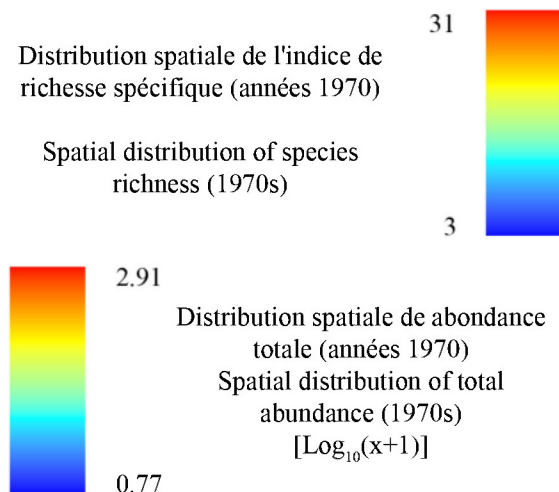 31
Distribution spatiale de l'indice de
richesse spécifique (années 1970)
Spatial distribution of species
richness (1970s)
3
2.91
Distribution spatiale de abondance
totale (années 1970)
Spatial distribution of total
abundance (1970s)
[Log₁₀(x+1)]
0.77